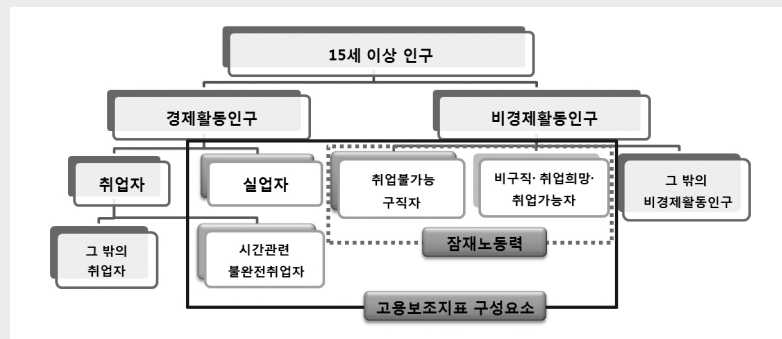 15세 이상 인구
경제활동인구
비경제활동인구
취업자
실업자
취업불가능
구직자
비구직· 취업희망·
취업가능자
그 밖의
비경제활동인구
그 밖의
취업자
시간관련
불완전취업자
잠재노동력
고용보조지표 구성요소